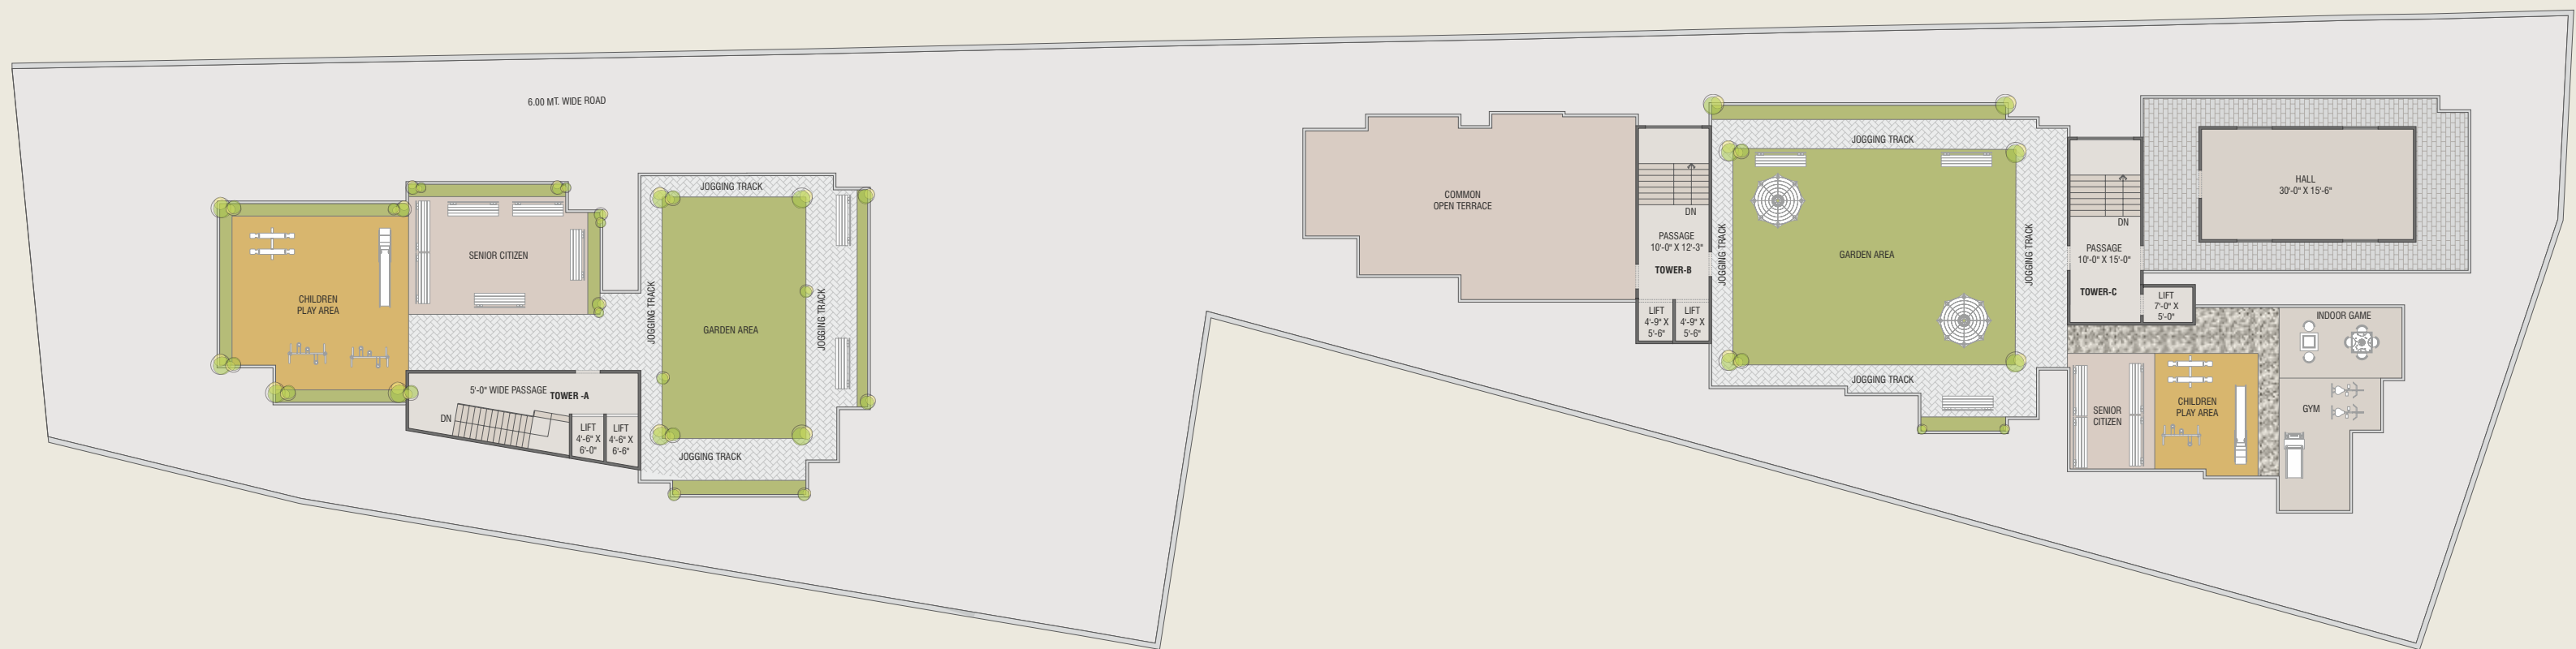 6.00 MT. WIDE ROAD
CHILDREN
PLAY AREA
SENIOR CITIZEN
5'-0" WIDE PASSAGE
TOWER -A
DN
LIFT
4'-6" X
6'-0"
LIFT
4'-6" X
6'-6"
JOGGING TRACK
JOGGING TRACK
GARDEN AREA
JOGGING TRACK
JOGGING TRACK
COMMON
OPEN TERRACE
DN
PASSAGE
10'-0" X 12'-3"
TOWER-B
LIFT
4'-9" X
5'-6"
LIFT
4'-9" X
5'-6"
JOGGING TRACK
JOGGING TRACK
GARDEN AREA
JOGGING TRACK
JOGGING TRACK
DN
PASSAGE
10'-0" X 15'-0"
TOWER-C
LIFT
7'-0" X
5'-0"
HALL
30'-0" X 15'-6"
SENIOR
CITIZEN
CHILDREN
PLAY AREA
INDOOR GAME
GYM